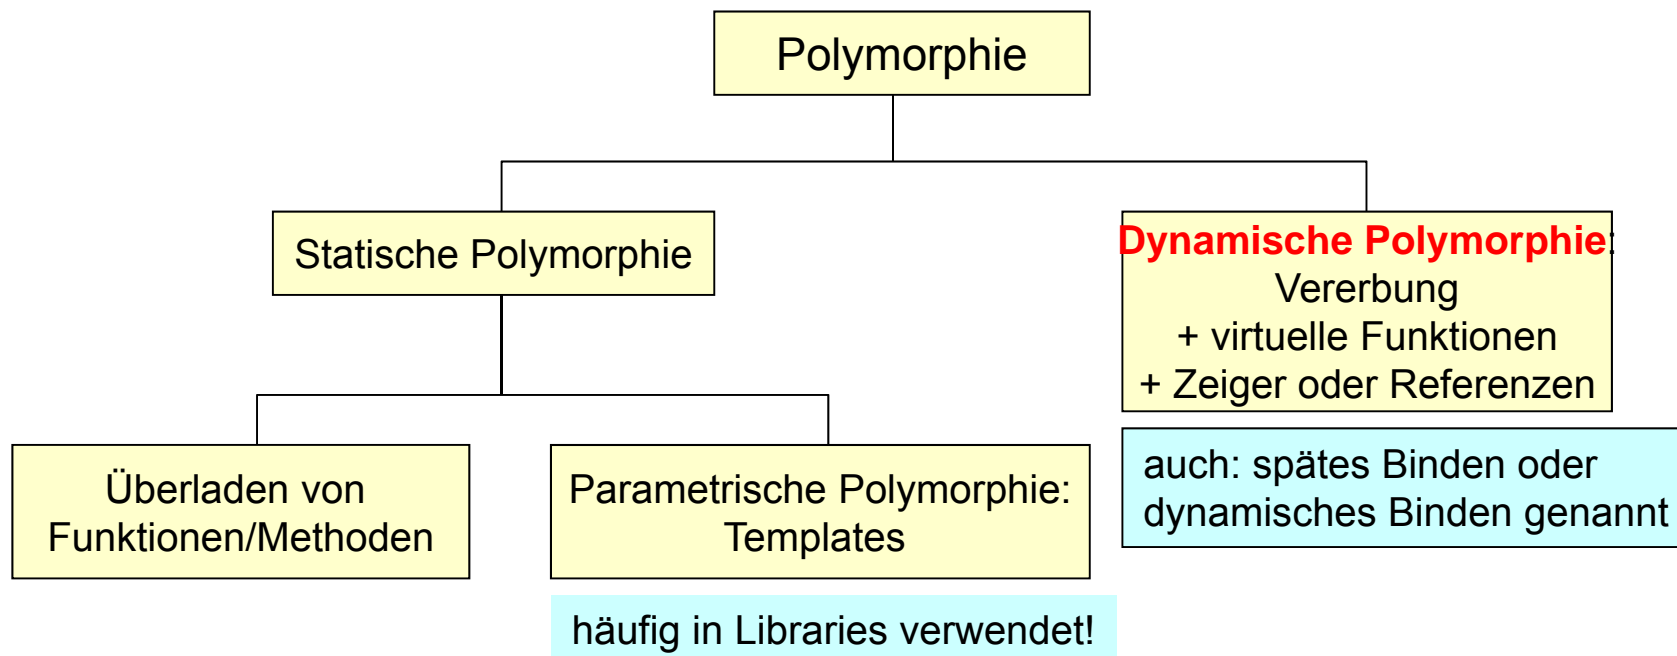 Polymorphie
Statische Polymorphie
Dynamische Polymorphie:
Vererbung
+ virtuelle Funktionen
+ Zeiger oder Referenzen
Überladen von
Funktionen/Methoden
Parametrische Polymorphie:
Templates
auch: spätes Binden oder
dynamisches Binden genannt
häufig in Libraries verwendet!